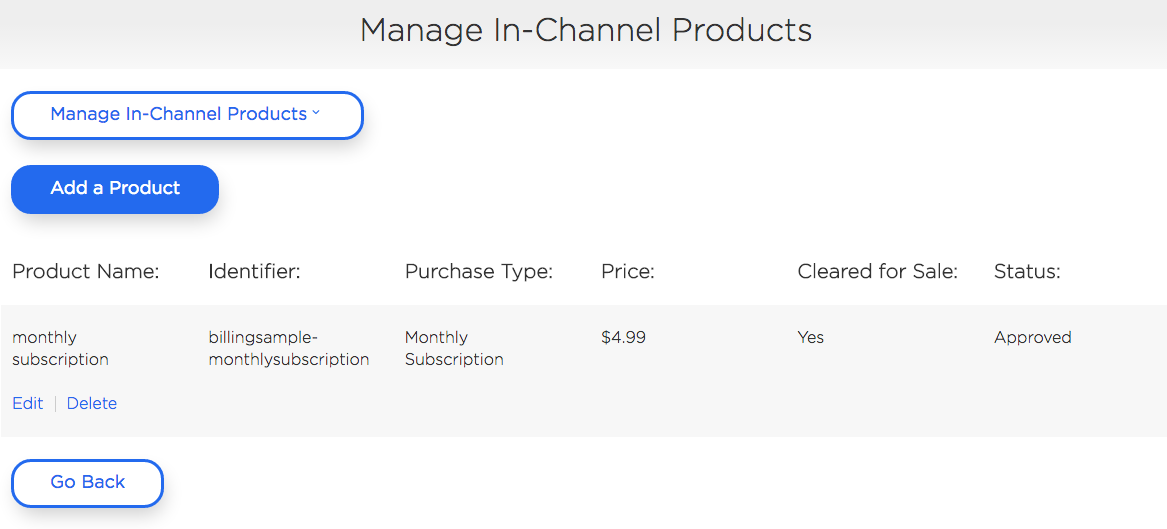 Manage In-Channel Products
Manage In-Channel Products
Add a Product
Product Name: Identifier: Purchase Type: Price: Cleared for Sale: Status:
monthly billingsample- Monthly $4.99 Yes Approved
subscription monthlysubscription Subscription
Edit | Delete
Go Back